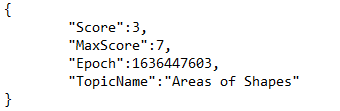 {
"Score":3,
"MaxScore":7,
"Epoch":1636447603,
"TopicName":"Areas of Shapes"
}